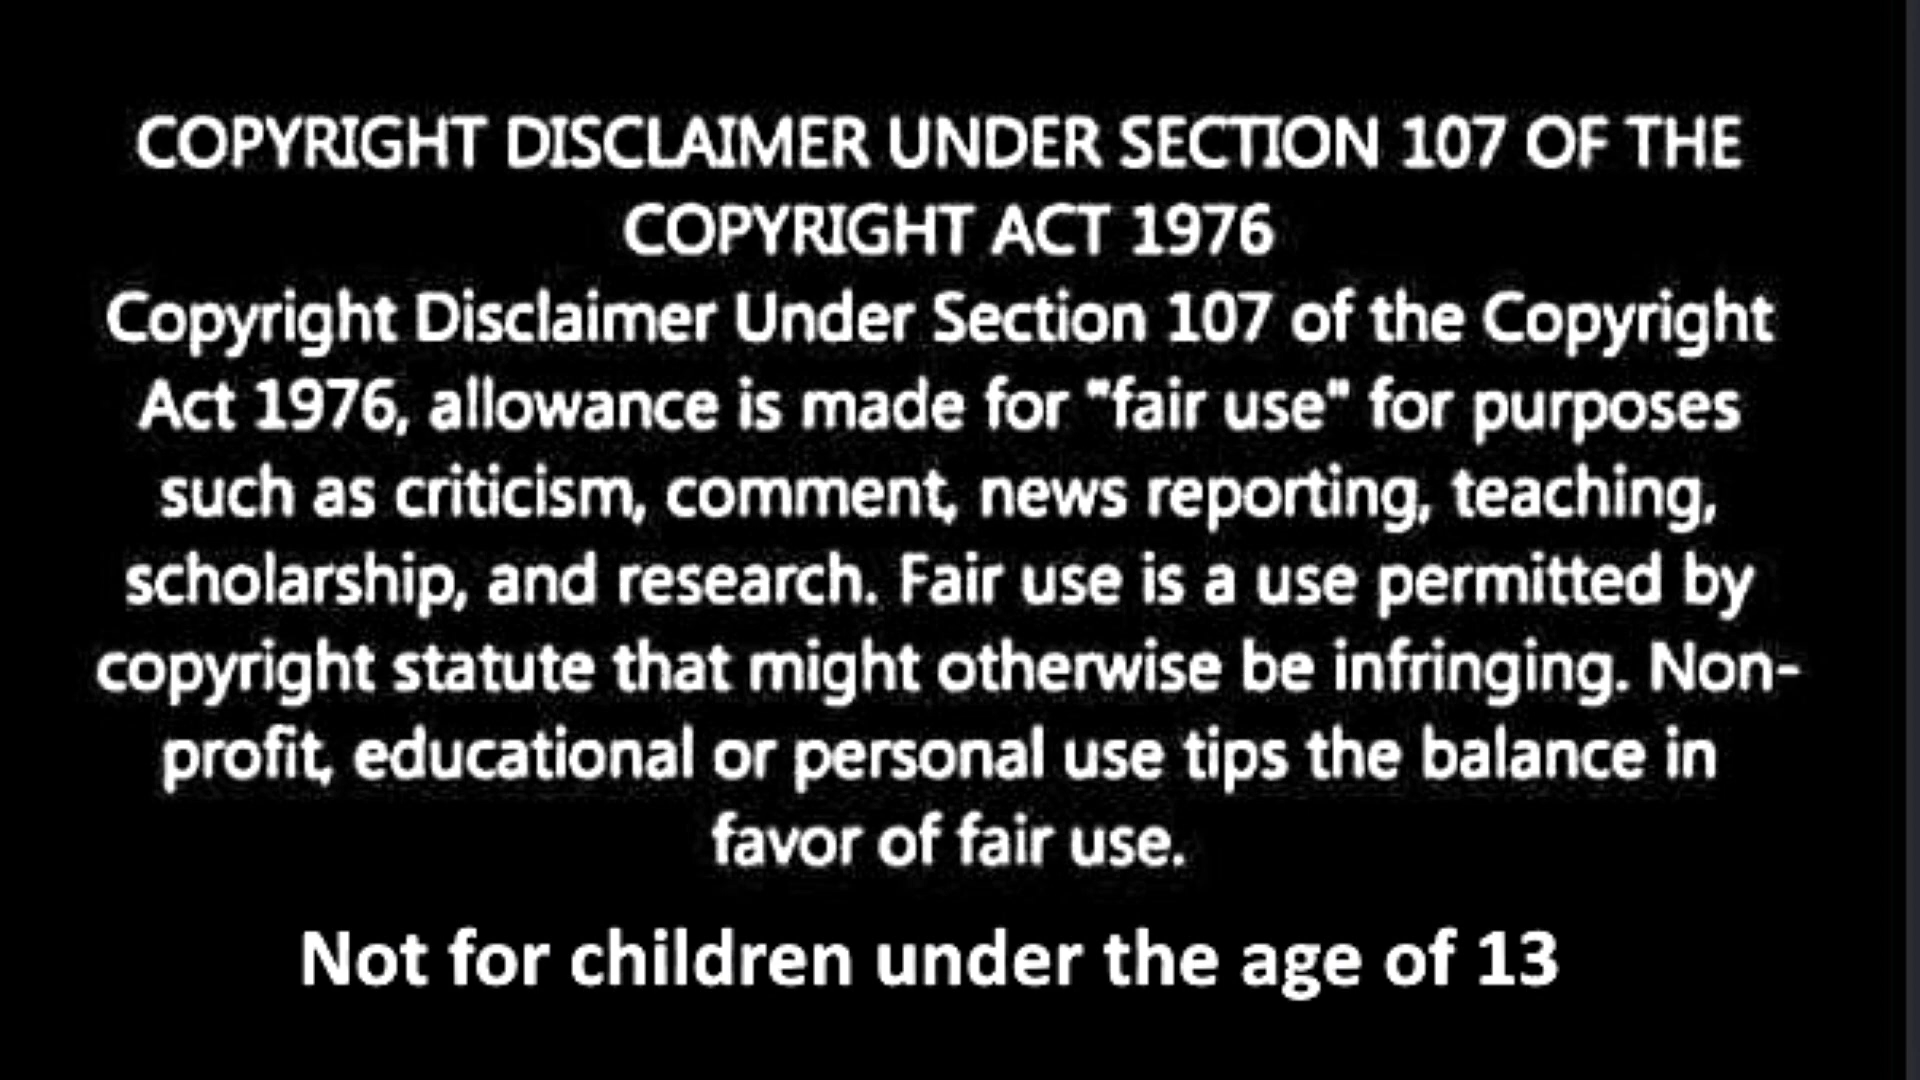 COPYRIGHT DISCLAIMER UNDER SECTION 107 OF THE
COPYRIGHT ACT 1976
Copyright Disclaimer Under Section 107 of the Copyright
Act 1976, allowance is made for "fair use" for purposes
such as criticism, comment, news reporting, teaching,
scholarship, and research. Fair use is a use permitted by
copyright statute that might otherwise be infringing. Non-
profit, educational or personal use tips the balance in
favor of fair use.
Not for children under the age of 13